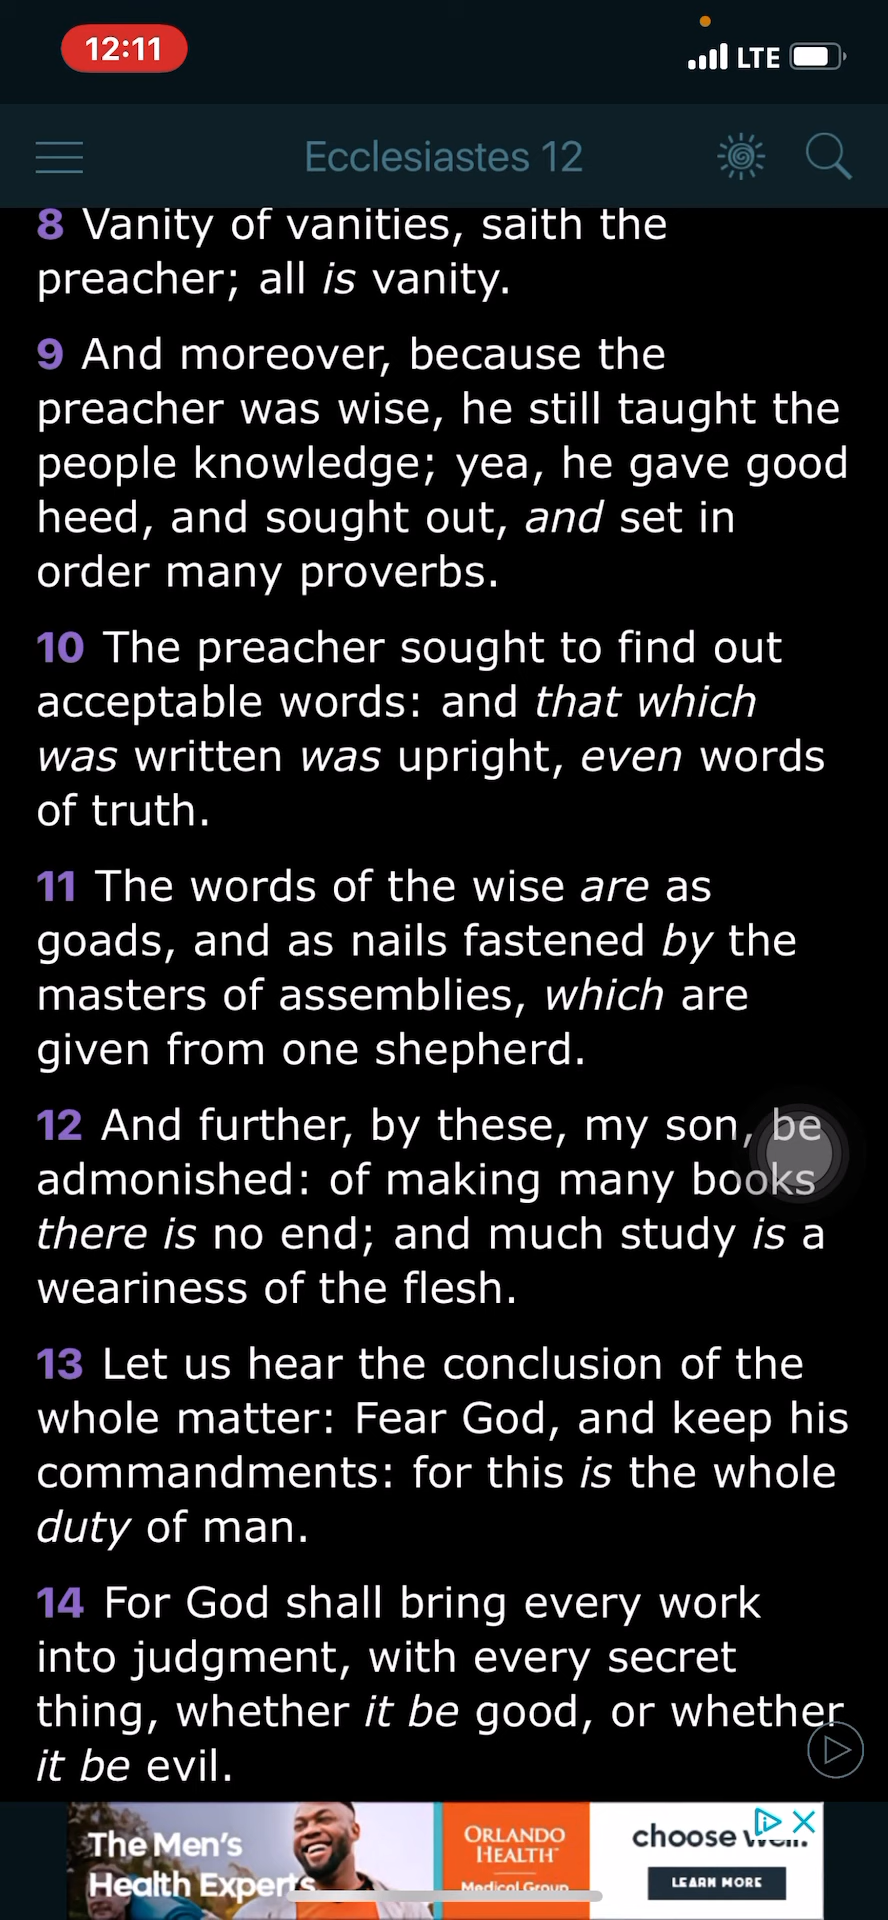 12:11
LTE
Ecclesiastes 12
8 Vanity of vanities, saith the
preacher; all is vanity.
9 And moreover, because the
preacher was wise, he still taught the
people knowledge; yea, he gave good
heed, and sought out, and set in
order many proverbs.
10 The preacher sought to find out
acceptable words: and that which
was written was upright, even words
of truth.
11 The words of the wise are as
goads, and as nails fastened by the
masters of assemblies, which are
given from one shepherd.
12 And further, by these, my son, be
admonished: of making many books
there is no end; and much study is a
weariness of the flesh.
13 Let us hear the conclusion of the
whole matter: Fear God, and keep his
commandments: for this is the whole
duty of man.
14 For God shall bring every work
into judgment, with every secret
thing, whether it be good, or whether
it be evil.
The Men's
Health Experts
ORLANDO
HEALTH
Medical Group
choose well.
LEARN MORE